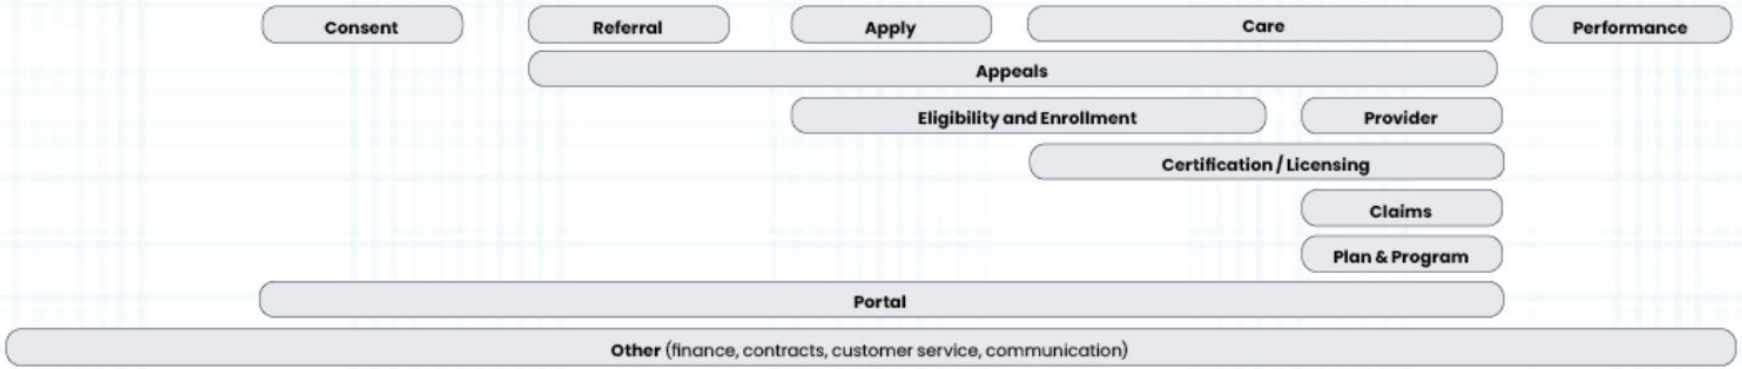 Consent
Referral
Apply
Care
Performance
Appeals
Eligibility and Enrollment
Provider
Certification / Licensing
Claims
Plan & Program
Portal
Other (finance, contracts, customer service, communication)